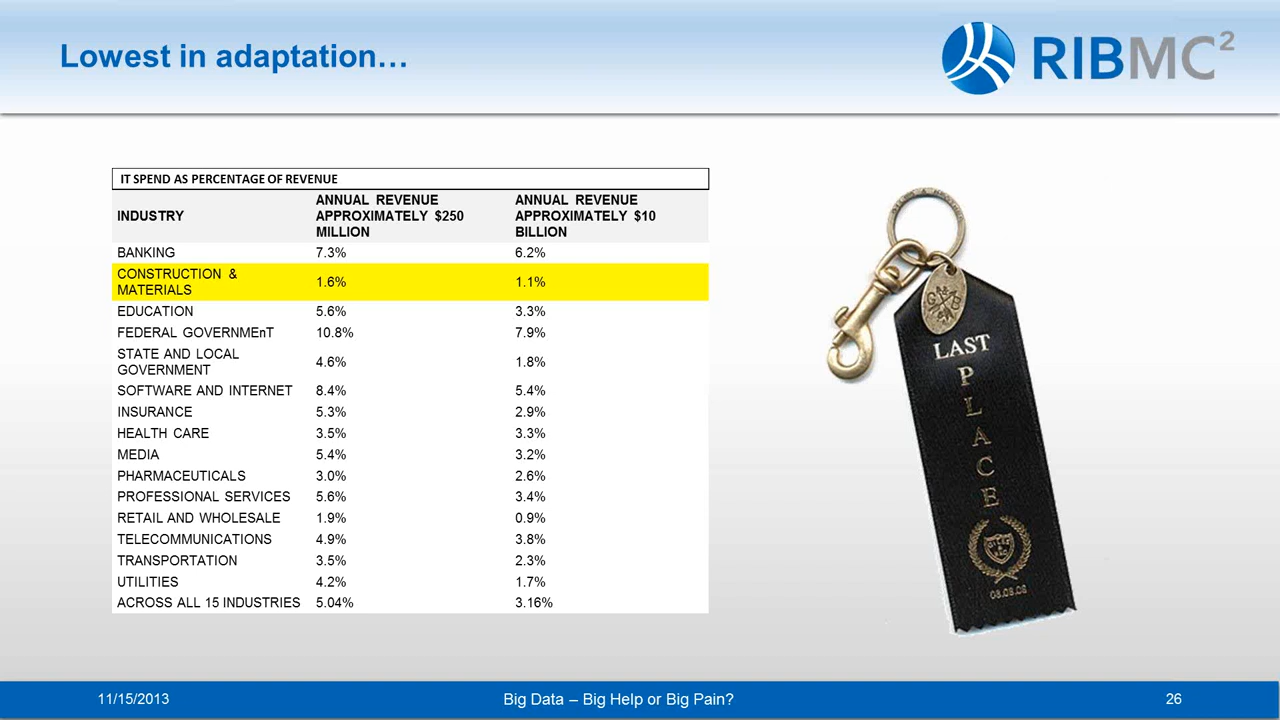 Lowest in adaptation…
RIBMC²
IT SPEND AS PERCENTAGE OF REVENUE
INDUSTRY
ANNUAL REVENUE
APPROXIMATELY $250
MILLION
ANNUAL REVENUE
APPROXIMATELY $10
BILLION
BANKING 7.3% 6.2%
CONSTRUCTION &
MATERIALS
1.6% 1.1%
EDUCATION 5.6% 3.3%
FEDERAL GOVERNMEnT 10.8% 7.9%
STATE AND LOCAL
GOVERNMENT
4.6% 1.8%
SOFTWARE AND INTERNET 8.4% 5.4%
INSURANCE 5.3% 2.9%
HEALTH CARE 3.5% 3.3%
MEDIA 5.4% 3.2%
PHARMACEUTICALS 3.0% 2.6%
PROFESSIONAL SERVICES 5.6% 3.4%
RETAIL AND WHOLESALE 1.9% 0.9%
TELECOMMUNICATIONS 4.9% 3.8%
TRANSPORTATION 3.5% 2.3%
UTILITIES 4.2% 1.7%
ACROSS ALL 15 INDUSTRIES 5.04% 3.16%
LAST
P
L
A
C
E
11/15/2013
Big Data – Big Help or Big Pain?
26